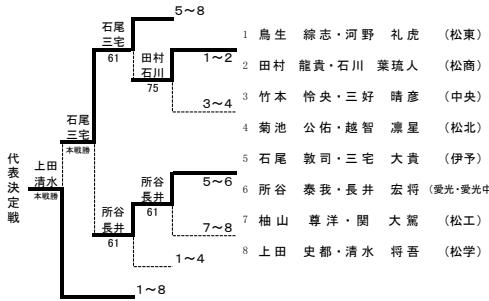 5～8
石尾
三宅
61
田村
石川
75
1～2
3～4
石尾
三宅
本戦勝
代表決定戦
上田
清水
本戦勝
所谷
長井
61
所谷
長井
61
5～6
7～8
1～4
1～8
1 鳥生 綜志・河野 礼虎 （松東）
2 田村 龍貴・石川 葉琉人 （松商）
3 竹本 怜央・三好 晴彦 （中央）
4 菊池 公佑・越智 凛星 （松北）
5 石尾 敦司・三宅 大貴 （伊予）
6 所谷 泰我・長井 宏将 （愛光・愛光中
7 柚山 尊洋・関 大駕 （松工）
8 上田 史都・清水 将吾 （松学）